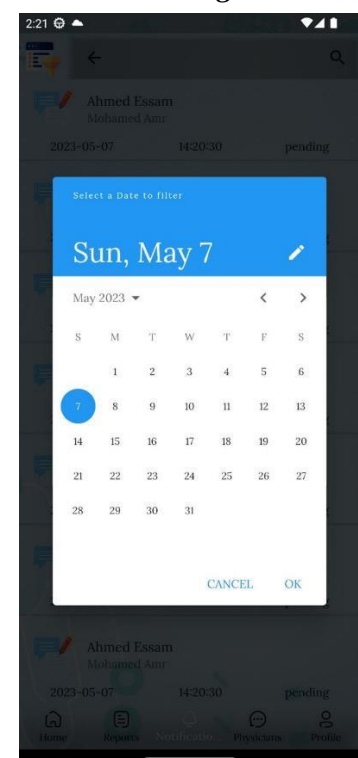 2:21
Ahmed Essam
Mohamed Amr
2023-05-07 14:20:30 pending
Select a Date to filter
Sun, May 7
May 2023
S M T W T F S
1 2 3 4 5 6
7 8 9 10 11 12 13
14 15 16 17 18 19 20
21 22 23 24 25 26 27
28 29 30 31
CANCEL OK
Ahmed Essam
Mohamed Amr
2023-05-07 14:20:30 pending
Home Reports Notificatio... Physicians Profile